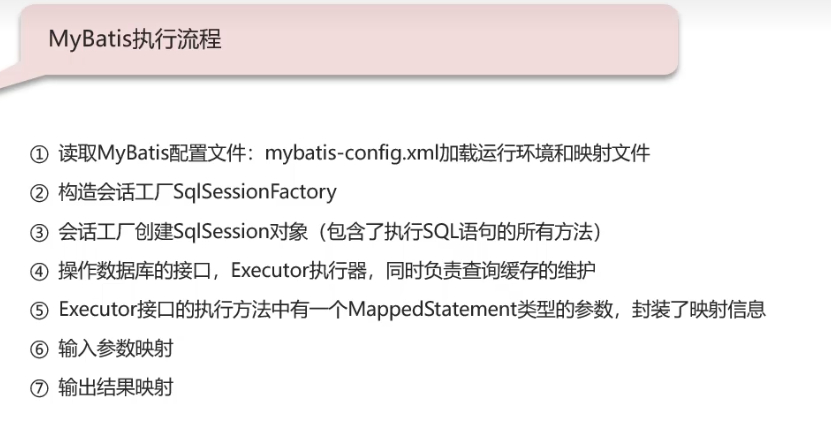 MyBatis执行流程
① 读取MyBatis配置文件：mybatis-config.xml加载运行环境和映射文件
② 构造会话工厂SqlSessionFactory
③ 会话工厂创建SqlSession对象（包含了执行SQL语句的所有方法）
④ 操作数据库的接口，Executor执行器，同时负责查询缓存的维护
⑤ Executor接口的执行方法中有一个MappedStatement类型的参数，封装了映射信息
⑥ 输入参数映射
⑦ 输出结果映射